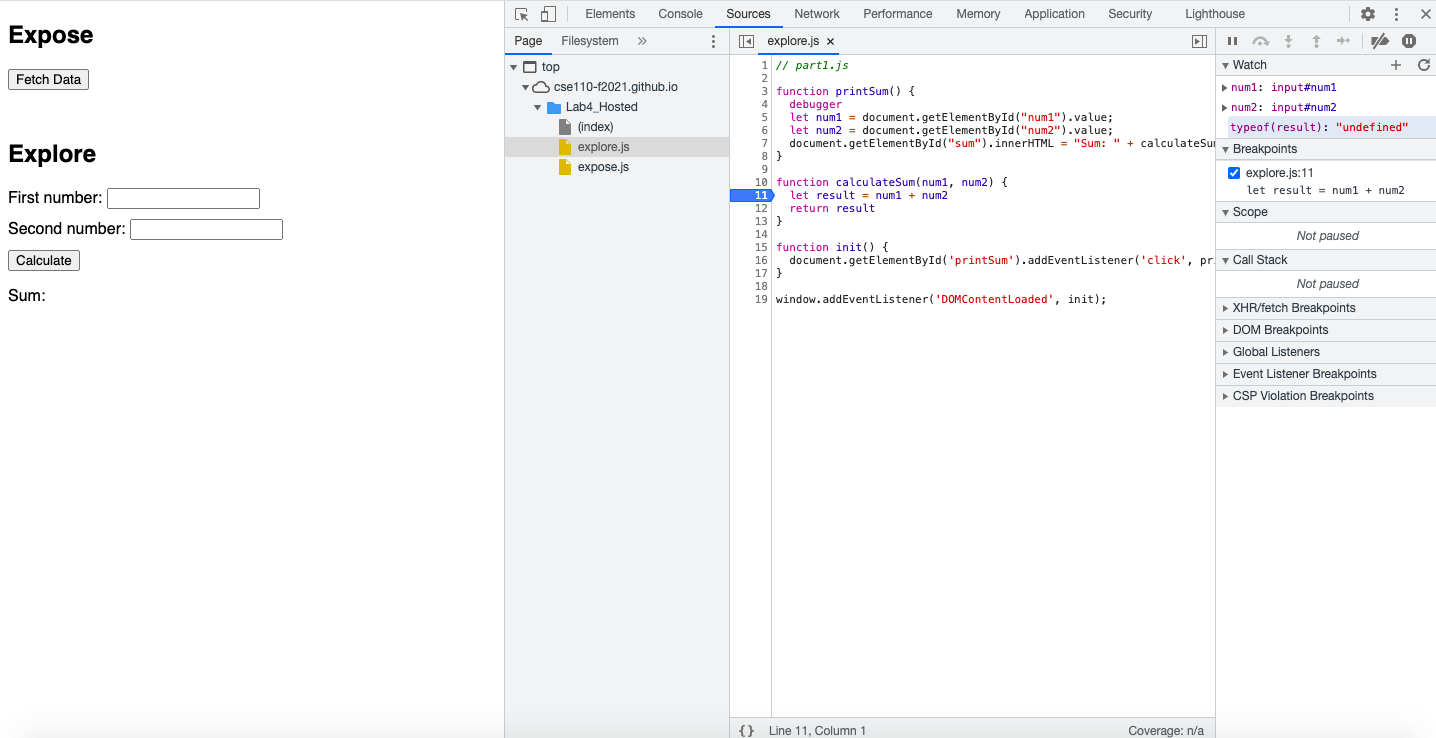 Expose
Fetch Data
Explore
First number:
Second number:
Calculate
Sum:
Elements Console Sources Network Performance Memory Application Security Lighthouse
Page Filesystem »
top
cse110-f2021.github.io
Lab4_Hosted
(index)
explore.js
expose.js
explore.js ×
1 // part1.js
2
3 function printSum() {
4 debugger
5 let num1 = document.getElementById("num1").value;
6 let num2 = document.getElementById("num2").value;
7 document.getElementById("sum").innerHTML = "Sum: " + calculateSum
8 }
9
10 function calculateSum(num1, num2) {
11 let result = num1 + num2
12 return result
13 }
14
15 function init() {
16 document.getElementById('printSum').addEventListener('click', pri
17 }
18
19 window.addEventListener('DOMContentLoaded', init);
{ } Line 11, Column 1 Coverage: n/a
Watch
num1: input#num1
num2: input#num2
typeof(result): "undefined"
Breakpoints
explore.js:11
let result = num1 + num2
Scope
Not paused
Call Stack
Not paused
XHR/fetch Breakpoints
DOM Breakpoints
Global Listeners
Event Listener Breakpoints
CSP Violation Breakpoints